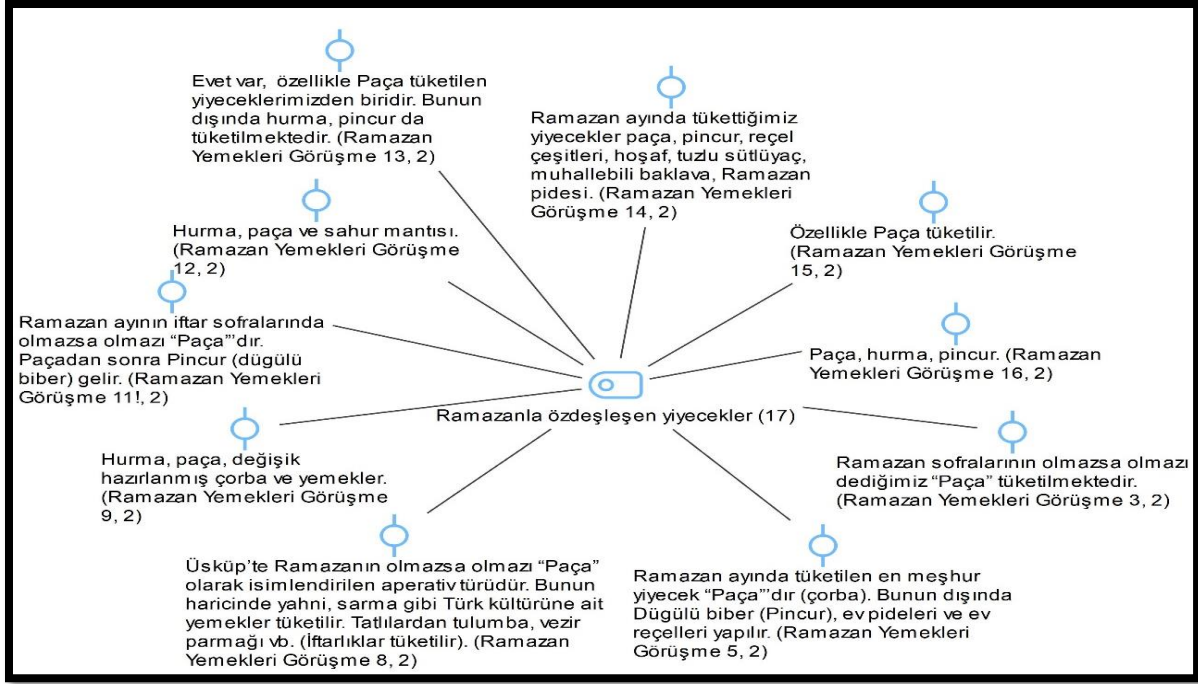 Evet var, özellikle Paça tüketilen
yiyeceklerimizden biridir. Bunun
dışında hurma, pincur da
tüketilmektedir. (Ramazan
Yemekleri Görüşme 13, 2)
Ramazan ayında tükettiğimiz
yiyecekler paça, pincur, reçel
çeşitleri, hoşaf, tuzlu sütlüyaç,
muhallebili baklava, Ramazan
pidesi. (Ramazan Yemekleri
Görüşme 14, 2)
Hurma, paça ve sahur mantısı.
(Ramazan Yemekleri Görüşme
12, 2)
Özellikle Paça tüketilir.
(Ramazan Yemekleri Görüşme
15, 2)
Ramazan ayının iftar sofralarında
olmazsa olmazı “Paça”’dır.
Paçadan sonra Pincur (dügülü
biber) gelir. (Ramazan Yemekleri
Görüşme 11!, 2)
Paça, hurma, pincur. (Ramazan
Yemekleri Görüşme 16, 2)
Ramazanla özdeşleşen yiyecekler (17)
Hurma, paça, değişik
hazırlanmış çorba ve yemekler.
(Ramazan Yemekleri Görüşme
9, 2)
Ramazan sofralarının olmazsa olmazı
dediğimiz “Paça” tüketilmektedir.
(Ramazan Yemekleri Görüşme 3, 2)
Üsküp’te Ramazanın olmazsa olmazı “Paça”
olarak isimlendirilen aperatif türüdür. Bunun
haricinde yahni, sarma gibi Türk kültürüne ait
yemekler tüketilir. Tatlılardan tulumba, vezir
parmağı vb. (İftarlıklar tüketilir). (Ramazan
Yemekleri Görüşme 8, 2)
Ramazan ayında tüketilen en meşhur
yiyecek “Paça”’dır (çorba). Bunun dışında
Dügülü biber (Pincur), ev pideleri ve ev
reçelleri yapılır. (Ramazan Yemekleri
Görüşme 5, 2)